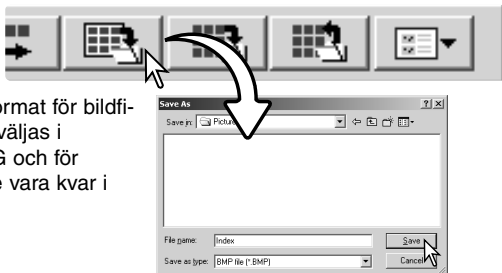 ormat för bildfi-
väljas i
G och för
vara kvar i
Save As
Save in:
File name: Index
Save
Save as type: BMP file (*.BMP)
Cancel